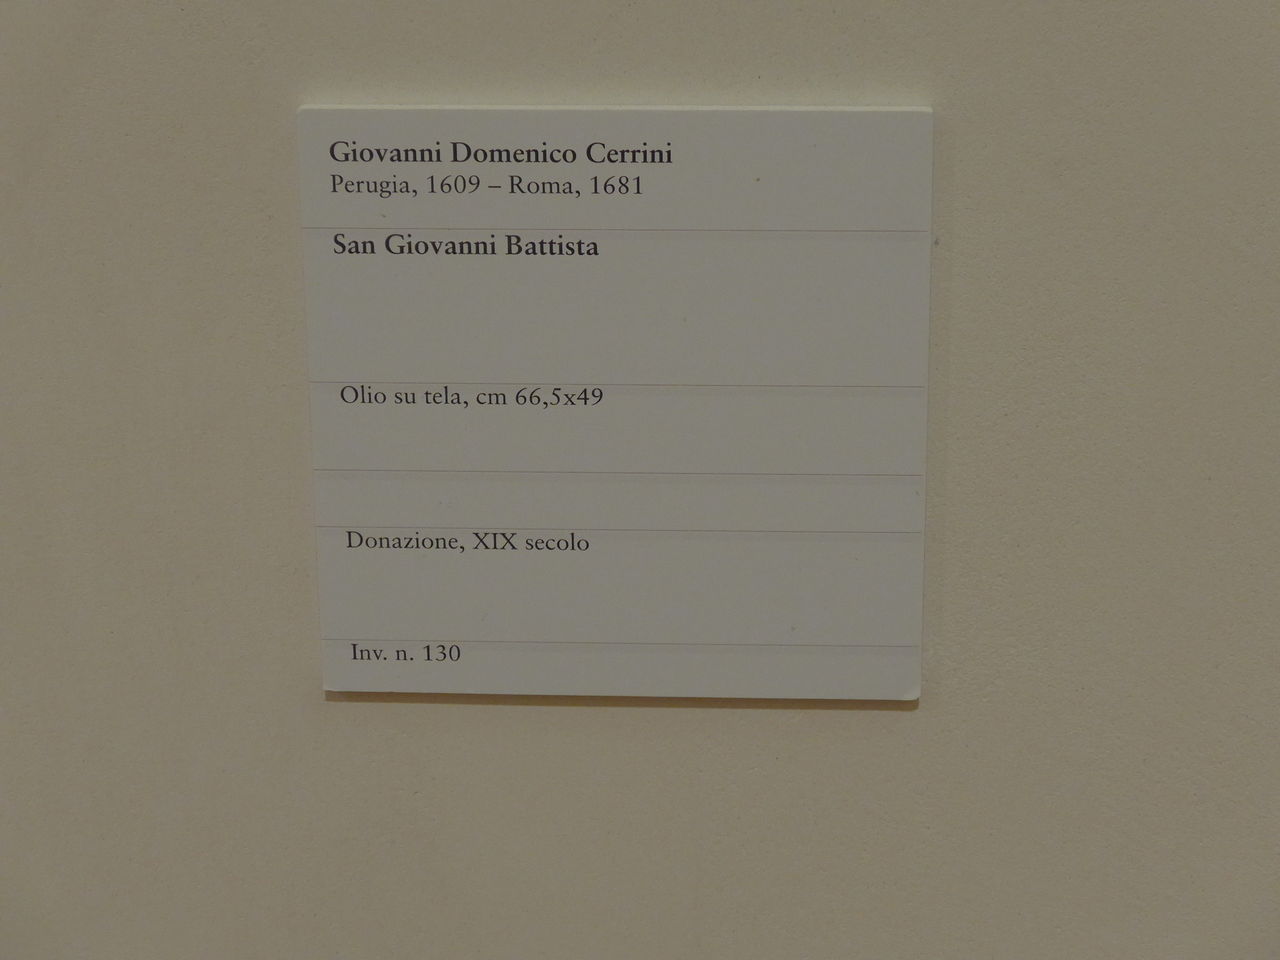 Giovanni Domenico Cerrini
Perugia, 1609 – Roma, 1681
San Giovanni Battista
Olio su tela, cm 66,5x49
Donazione, XIX secolo
Inv. n. 130